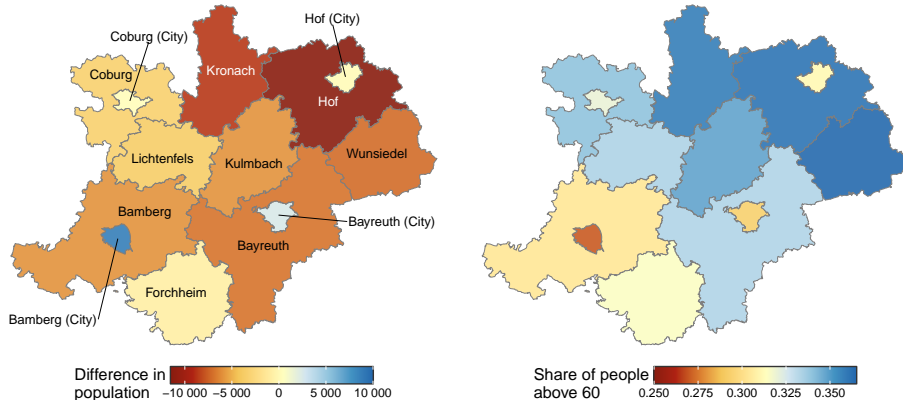 Hof (City)
Coburg (City)
Coburg
Kronach
Hof
Lichtenfels
Kulmbach
Wunsiedel
Bamberg
Bayreuth (City)
Bayreuth
Forchheim
Bamberg (City)
Difference in
population
−10 000 −5 000 0 5 000 10 000
Share of people
above 60
0.250 0.275 0.300 0.325 0.350